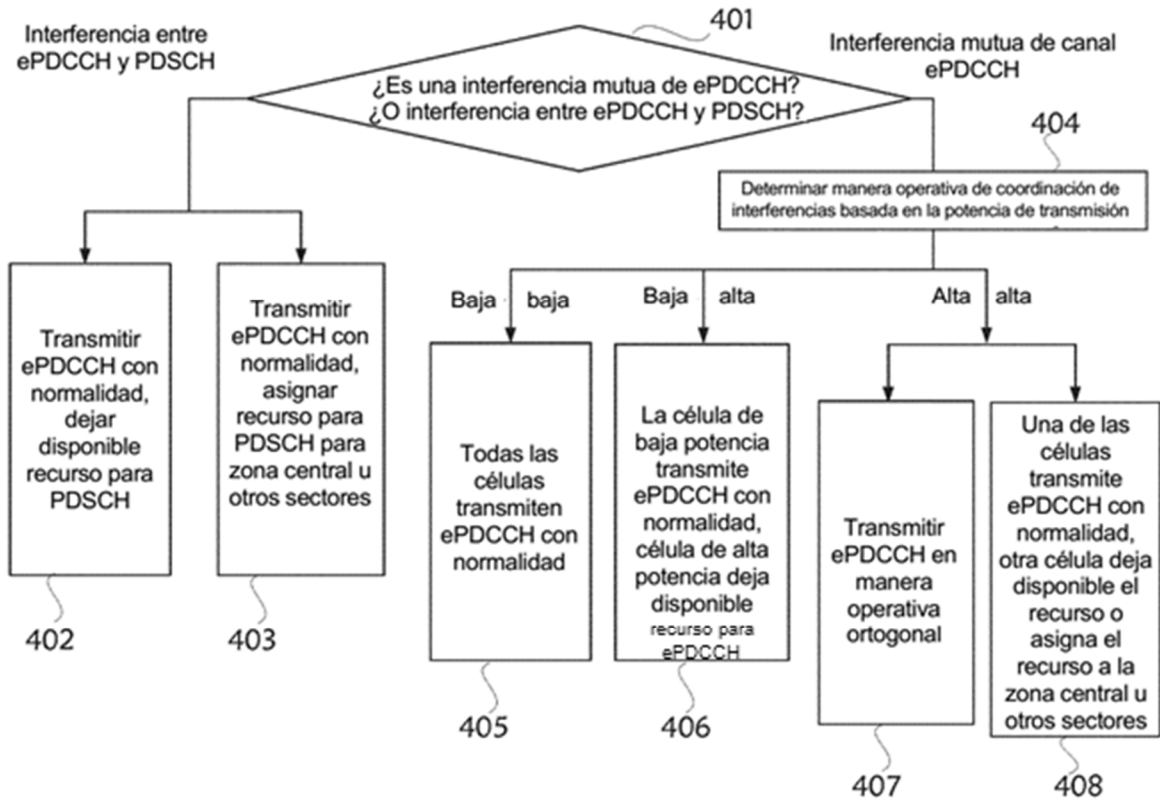 Interferencia entre
ePDCCH y PDSCH
401
¿Es una interferencia mutua de ePDCCH?
¿O interferencia entre ePDCCH y PDSCH?
Interferencia mutua de canal
ePDCCH
404
Determinar manera operativa de coordinación de
interferencias basada en la potencia de transmisión
Transmitir
ePDCCH con
normalidad,
dejar
disponible
recurso para
PDSCH
402
Transmitir
ePDCCH con
normalidad,
asignar
recurso para
PDSCH para
zona central u
otros sectores
403
Baja baja
Todas las
células
transmiten
ePDCCH con
normalidad
405
Baja alta
La célula de
baja potencia
transmite
ePDCCH con
normalidad,
célula de alta
potencia deja
disponible
recurso para
ePDCCH
406
Alta alta
Transmitir
ePDCCH en
manera
operativa
ortogonal
407
Una de las
células
transmite
ePDCCH con
normalidad,
otra célula deja
disponible el
recurso o
asigna el
recurso a la
zona central u
otros sectores
408